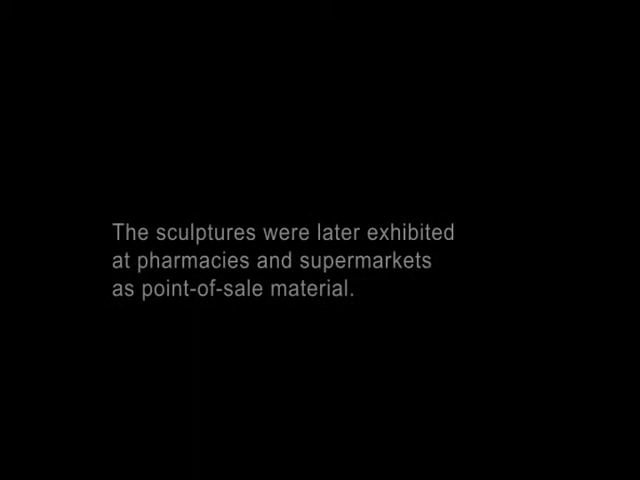 The sculptures were later exhibited
at pharmacies and supermarkets
as point-of-sale material.